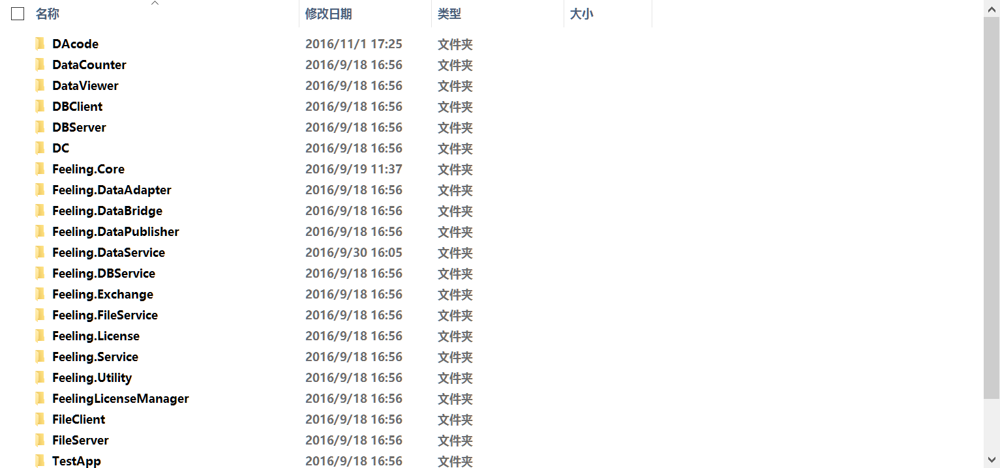 名称 修改日期 类型 大小
DAcode 2016/11/1 17:25 文件夹
DataCounter 2016/9/18 16:56 文件夹
DataViewer 2016/9/18 16:56 文件夹
DBClient 2016/9/18 16:56 文件夹
DBServer 2016/9/18 16:56 文件夹
DC 2016/9/18 16:56 文件夹
Feeling.Core 2016/9/19 11:37 文件夹
Feeling.DataAdapter 2016/9/18 16:56 文件夹
Feeling.DataBridge 2016/9/18 16:56 文件夹
Feeling.DataPublisher 2016/9/18 16:56 文件夹
Feeling.DataService 2016/9/30 16:05 文件夹
Feeling.DBService 2016/9/18 16:56 文件夹
Feeling.Exchange 2016/9/18 16:56 文件夹
Feeling.FileService 2016/9/18 16:56 文件夹
Feeling.License 2016/9/18 16:56 文件夹
Feeling.Service 2016/9/18 16:56 文件夹
Feeling.Utility 2016/9/18 16:56 文件夹
FeelingLicenseManager 2016/9/18 16:56 文件夹
FileClient 2016/9/18 16:56 文件夹
FileServer 2016/9/18 16:56 文件夹
TestApp 2016/9/18 16:56 文件夹